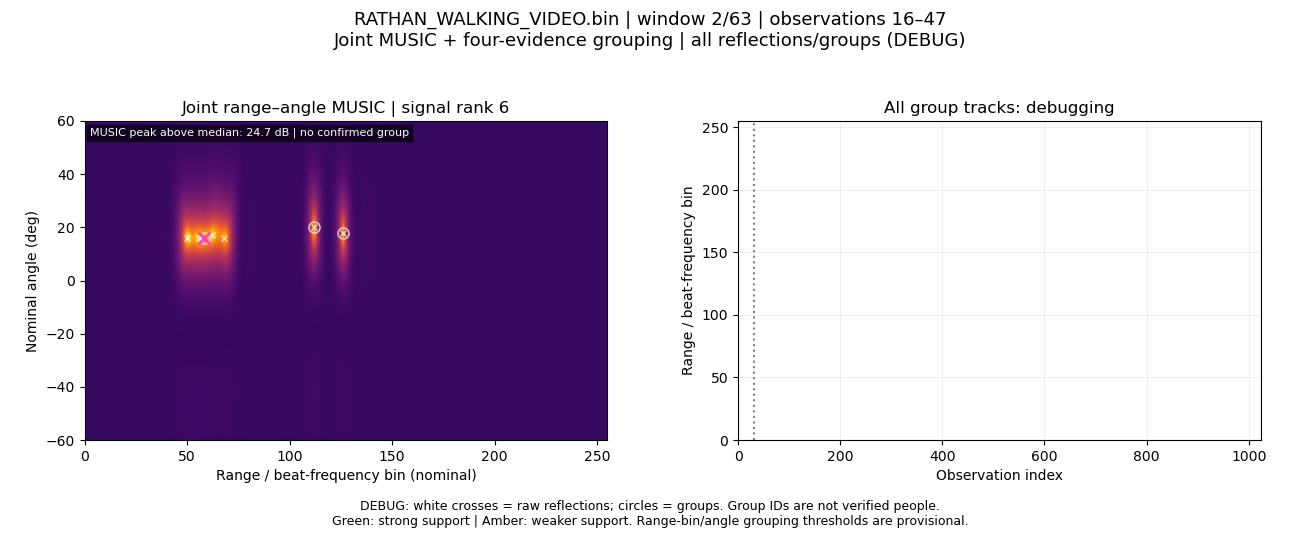 RATHAN_WALKING_VIDEO.bin | window 2/63 | observations 16–47
Joint MUSIC + four-evidence grouping | all reflections/groups (DEBUG)
Joint range–angle MUSIC | signal rank 6
MUSIC peak above median: 24.7 dB | no confirmed group
Nominal angle (deg)
60
40
20
0
−20
−40
−60
0
50
100
150
200
250
Range / beat-frequency bin (nominal)
All group tracks: debugging
Range / beat-frequency bin
250
200
150
100
50
0
0
200
400
600
800
1000
Observation index
DEBUG: white crosses = raw reflections; circles = groups. Group IDs are not verified people.
Green: strong support | Amber: weaker support. Range-bin/angle grouping thresholds are provisional.